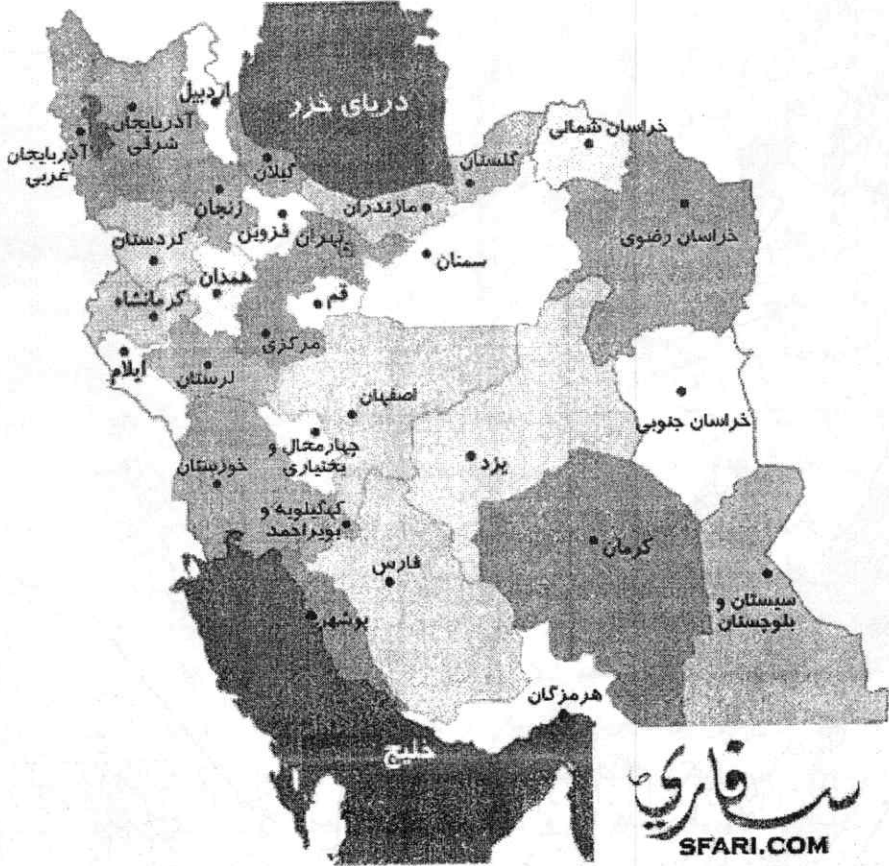 دریای خزر
اردبیل
آذربایجان
شرقی
آذربایجان
غربی
گیلان
گلستان
خراسان شمالی
زنجان
مازندران
قزوین
تهران
خراسان رضوی
کردستان
سمنان
همدان
قم
کرمانشاه
مرکزی
ایلام
لرستان
اصفهان
خراسان جنوبی
چهارمحال و
بختیاری
یزد
خوزستان
کهگیلویه و
بویراحمد
کرمان
فارس
سیستان و
بلوچستان
بوشهر
هرمزگان
خلیج
سفاري
SFARI.COM